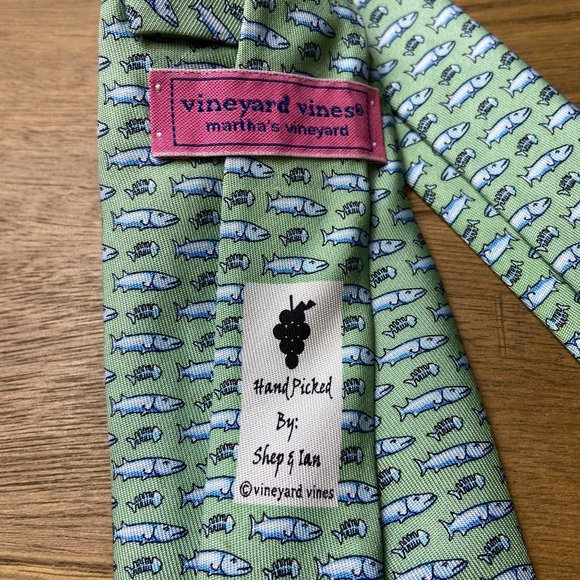 vineyard vines®
martha's vineyard
Hand Picked
By:
Shep & Ian
©vineyard vines